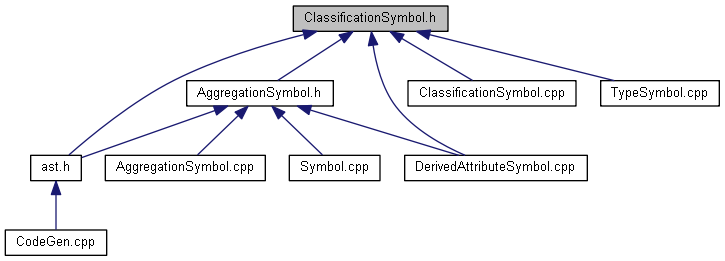 ClassificationSymbol.h
AggregationSymbol.h
ClassificationSymbol.cpp
TypeSymbol.cpp
ast.h
AggregationSymbol.cpp
Symbol.cpp
DerivedAttributeSymbol.cpp
CodeGen.cpp